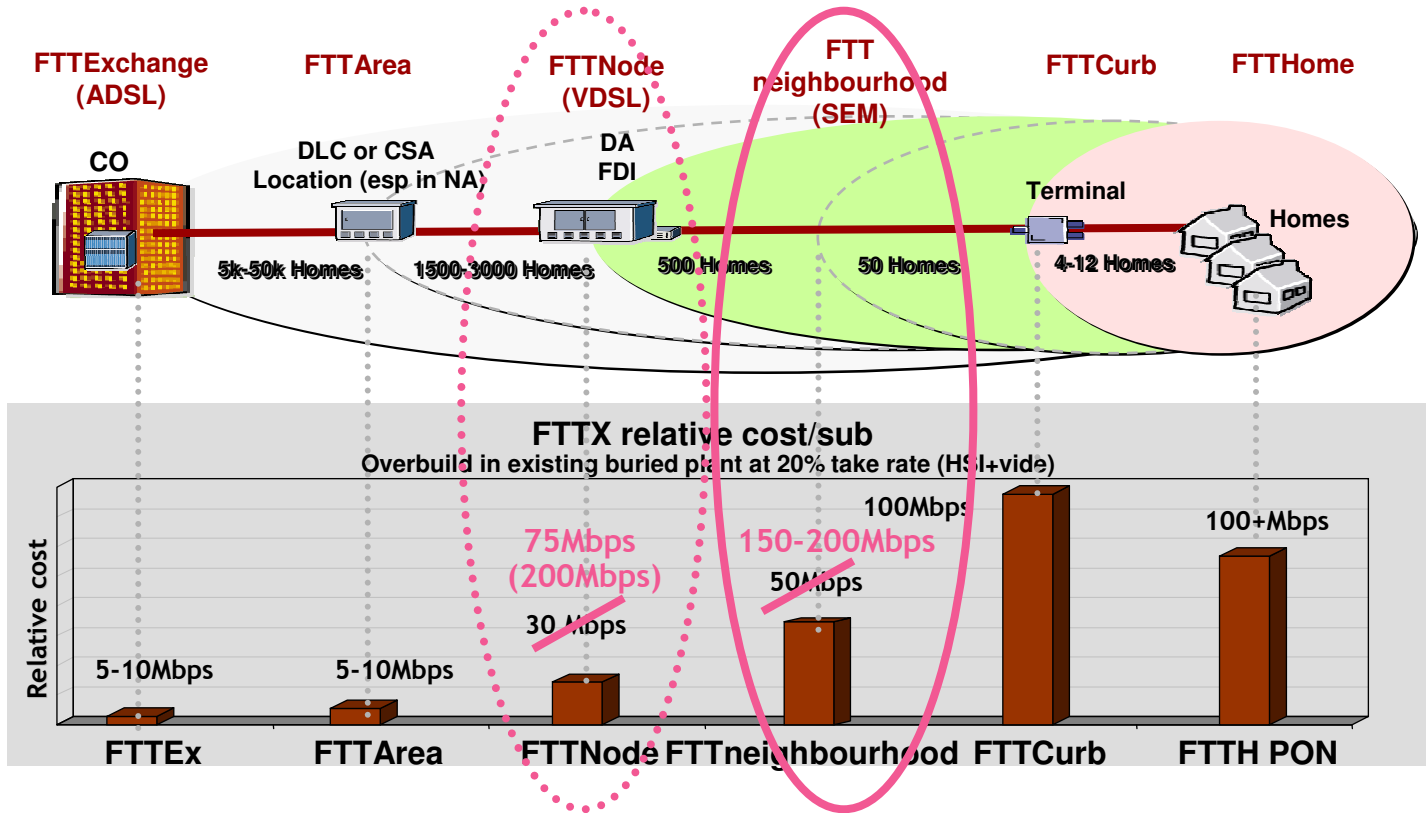 FTTExchange
(ADSL)
FTTArea
FTTNode
(VDSL)
FTT
neighbourhood
(SEM)
FTTCurb
FTTHome
CO
DLC or CSA
Location (esp in NA)
DA
FDI
Terminal
Homes
5k-50k Homes
1500-3000 Homes
500 Homes
50 Homes
4-12 Homes
FTTX relative cost/sub
Overbuild in existing buried plant at 20% take rate (HSI+vide)
Relative cost
5-10Mbps
5-10Mbps
75Mbps
(200Mbps)
30 Mbps
150-200Mbps
50Mbps
100Mbps
100+Mbps
FTTEx
FTTArea
FTTNode
FTTneighbourhood
FTTCurb
FTTH PON